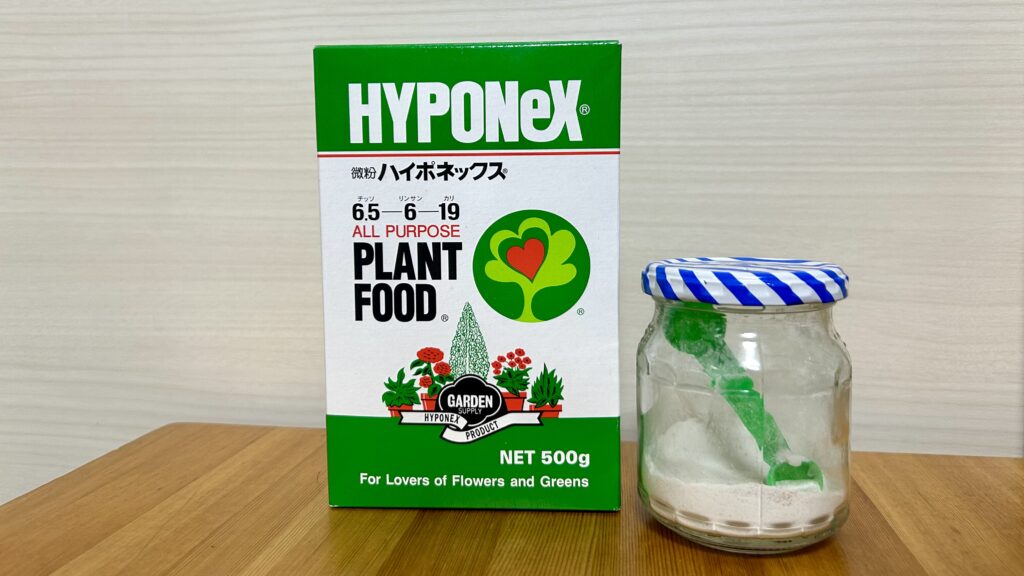 HYPONeX®
微粉 ハイポネックス®
チッソ リンサン カリ
6.5—6—19
ALL PURPOSE
PLANT
FOOD®
®
GARDEN
SUPPLY
HYPONEX
PRODUCT
NET 500g
For Lovers of Flowers and Greens